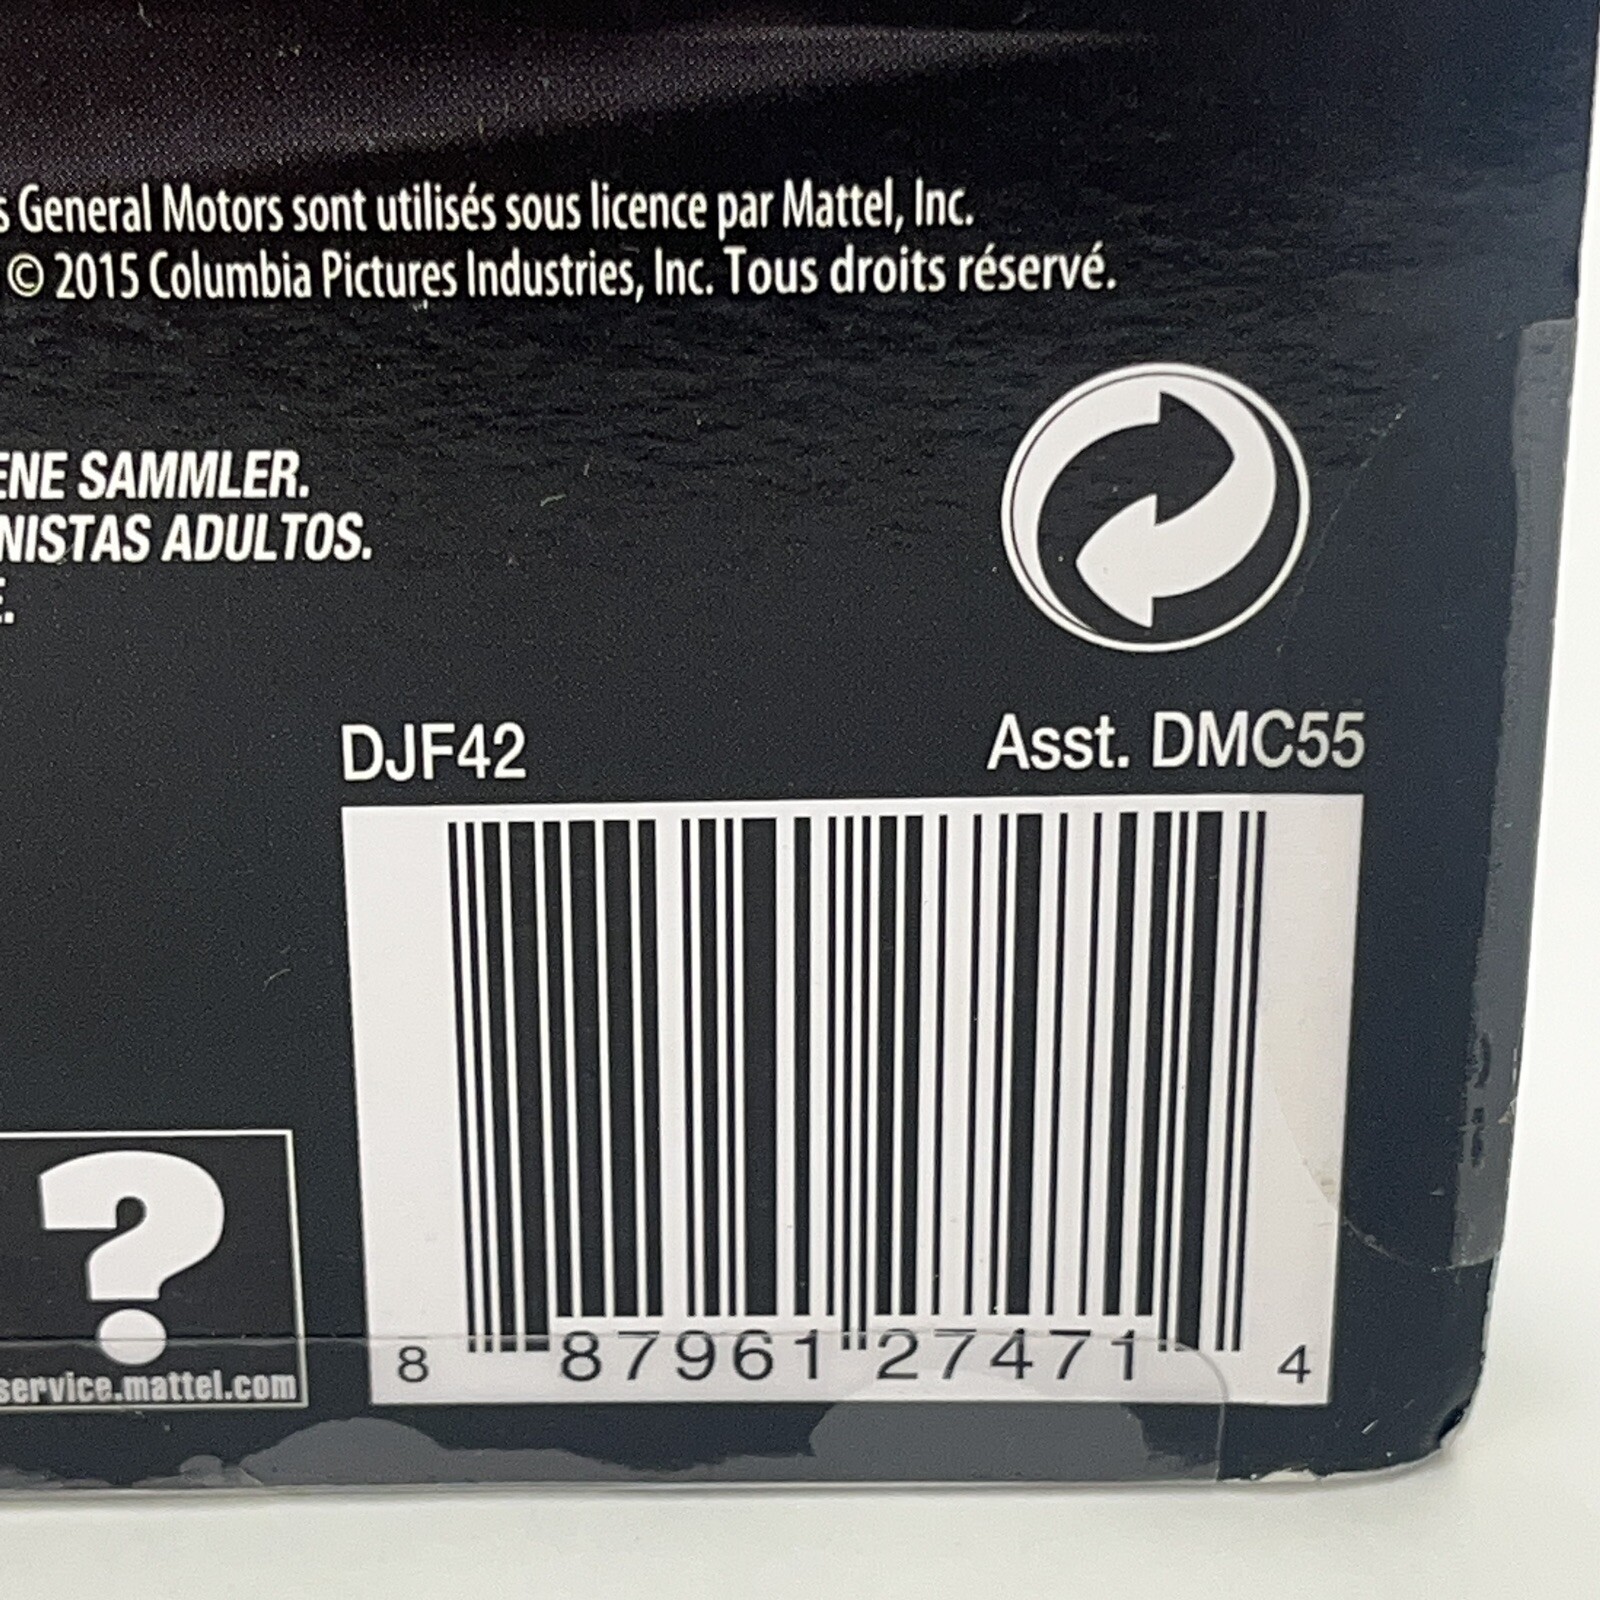 s General Motors sont utilisés sous licence par Mattel, Inc.
© 2015 Columbia Pictures Industries, Inc. Tous droits réservé.
ENE SAMMLER.
NISTAS ADULTOS.
E.
DJF42
Asst. DMC55
?
service.mattel.com
8 87961 27471 4